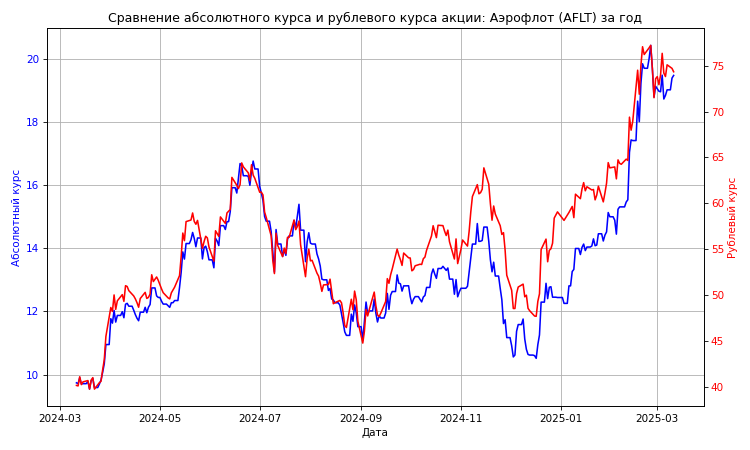 Сравнение абсолютного курса и рублевого курса акции: Аэрофлот (AFLT) за год
Абсолютный курс
20
18
16
14
12
10
75
70
65
60
55
50
45
40
Рублевый курс
2024-03 2024-05 2024-07 2024-09 2024-11 2025-01 2025-03
Дата